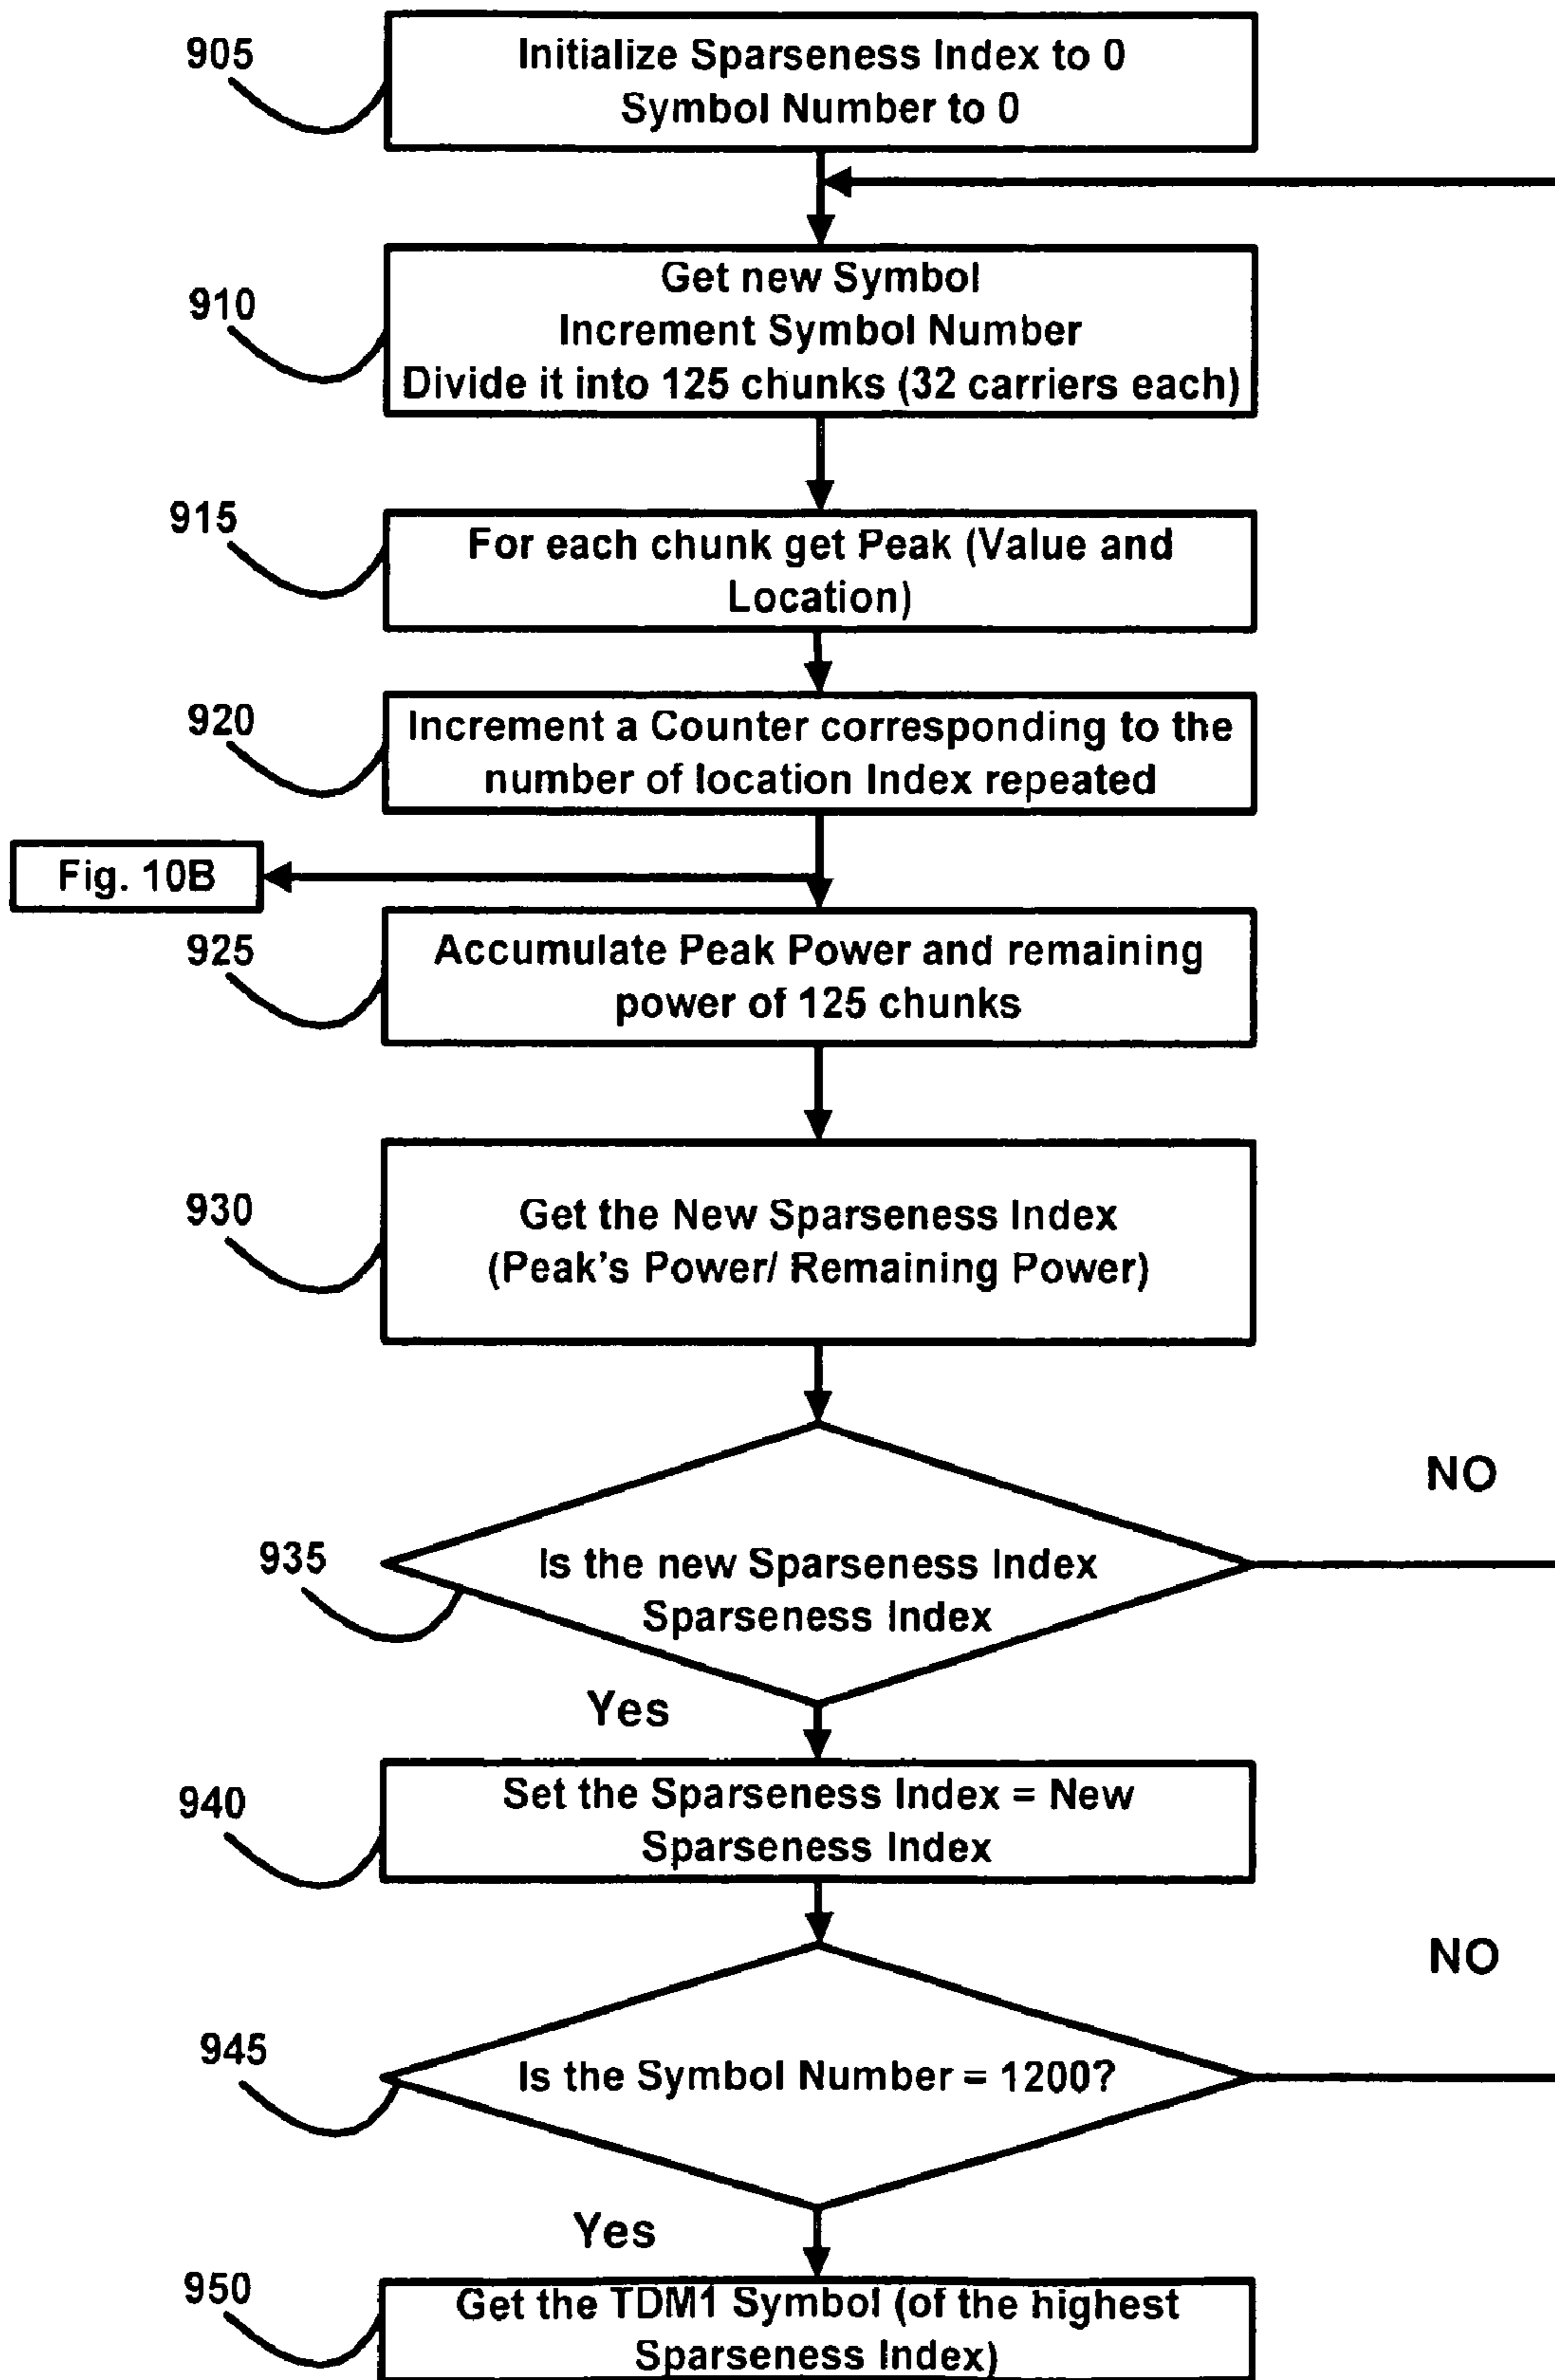 905
Initialize Sparseness Index to 0
Symbol Number to 0
910
Get new Symbol
Increment Symbol Number
Divide it into 125 chunks (32 carriers each)
915
For each chunk get Peak (Value and
Location)
920
Increment a Counter corresponding to the
number of location Index repeated
Fig. 10B
925
Accumulate Peak Power and remaining
power of 125 chunks
930
Get the New Sparseness Index
(Peak's Power/ Remaining Power)
NO
935
Is the new Sparseness Index
Sparseness Index
Yes
940
Set the Sparseness Index = New
Sparseness Index
NO
945
Is the Symbol Number = 1200?
Yes
950
Get the TDM1 Symbol (of the highest
Sparseness Index)